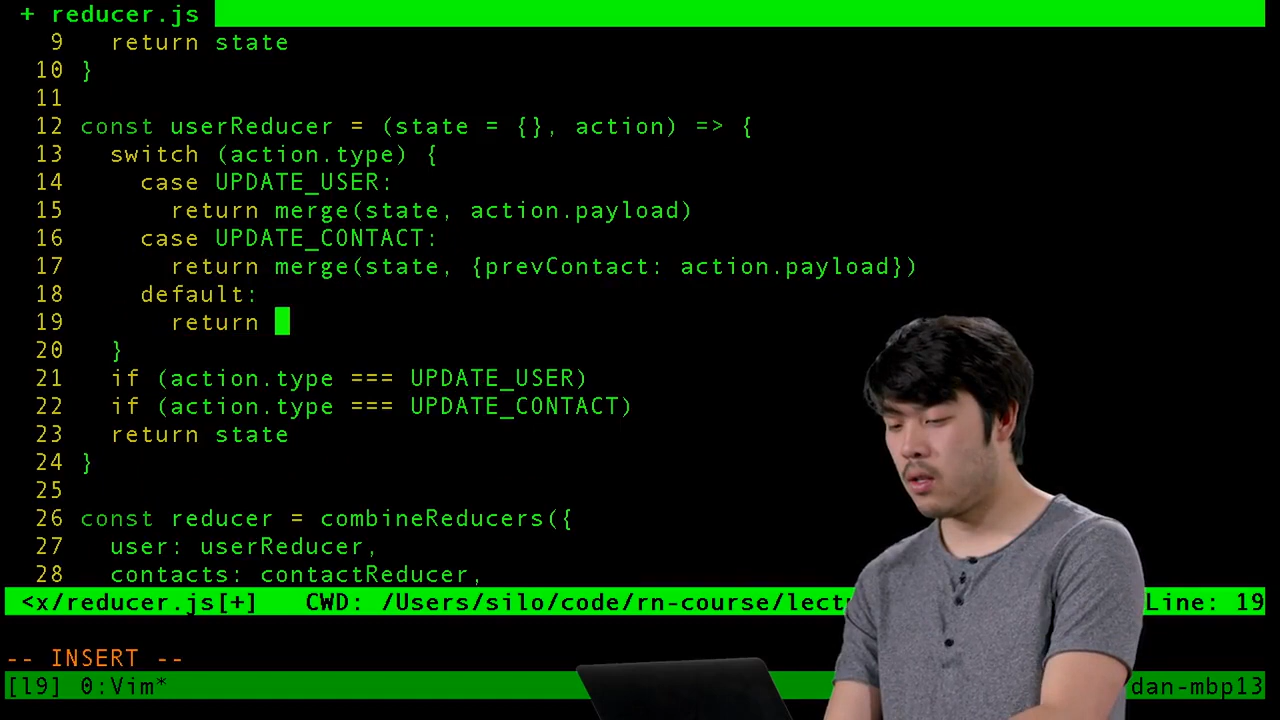 + reducer.js
9 return state
10 }
11
12 const userReducer = (state = {}, action) => {
13 switch (action.type) {
14 case UPDATE_USER:
15 return merge(state, action.payload)
16 case UPDATE_CONTACT:
17 return merge(state, {prevContact: action.payload})
18 default:
19 return
20 }
21 if (action.type === UPDATE_USER)
22 if (action.type === UPDATE_CONTACT)
23 return state
24 }
25
26 const reducer = combineReducers({
27 user: userReducer,
28 contacts: contactReducer,
<x/reducer.js[+] CWD: /Users/silo/code/rn-course/lect Line: 19
-- INSERT --
[l9] 0:Vim* dan-mbp13